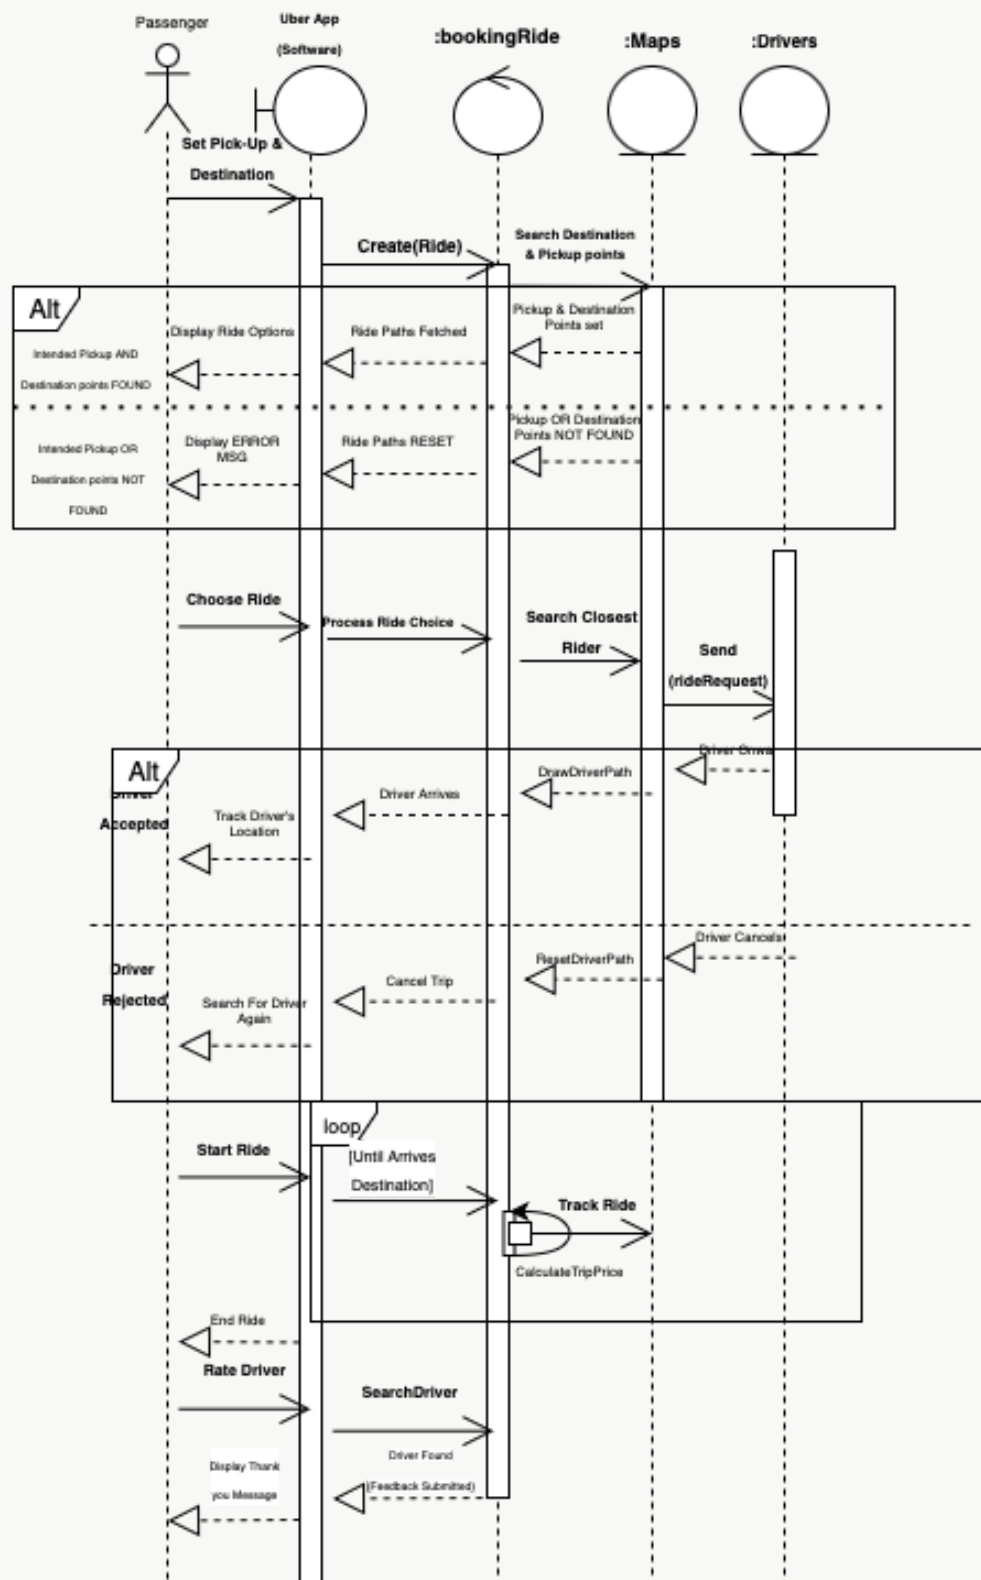 Passenger
Uber App
(Software)
:bookingRide
:Maps
:Drivers
Set Pick-Up &
Destination
Create(Ride)
Search Destination
& Pickup points
Alt
Intended Pickup AND
Destination points FOUND
Display Ride Options
Ride Paths Fetched
Pickup & Destination
Points set
Intended Pickup OR
Destination points NOT
FOUND
Display ERROR
MSG
Ride Paths RESET
Pickup OR Destination
Points NOT FOUND
Choose Ride
Process Ride Choice
Search Closest
Rider
Send
(rideRequest)
Alt
Driver
Accepted
Track Driver's
Location
Driver Arrives
DrawDriverPath
Driver
Driver
Rejected
Search For Driver
Again
Cancel Trip
ResetDriverPath
Driver Cancels
loop
[Until Arrives
Destination]
Start Ride
Track Ride
CalculateTripPrice
End Ride
Rate Driver
SearchDriver
Driver Found
(Feedback Submitted)
Display Thank
you Message